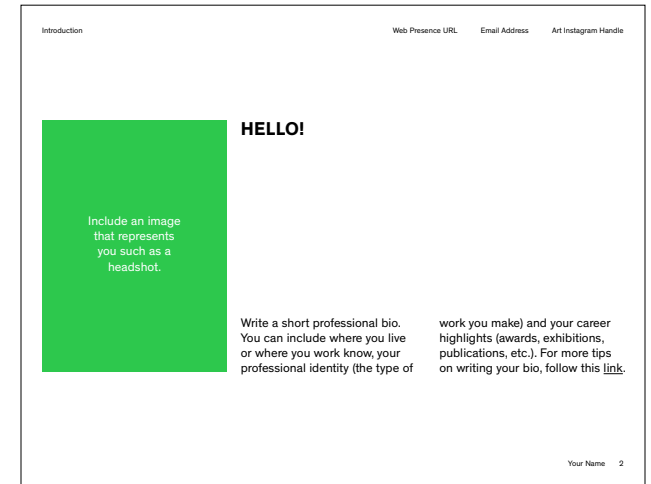 Introduction
Web Presence URL Email Address Art Instagram Handle
HELLO!
Include an image
that represents
you such as a
headshot.
Write a short professional bio.
You can include where you live
or where you work know, your
professional identity (the type of
work you make) and your career
highlights (awards, exhibitions,
publications, etc.). For more tips
on writing your bio, follow this link.
Your Name 2